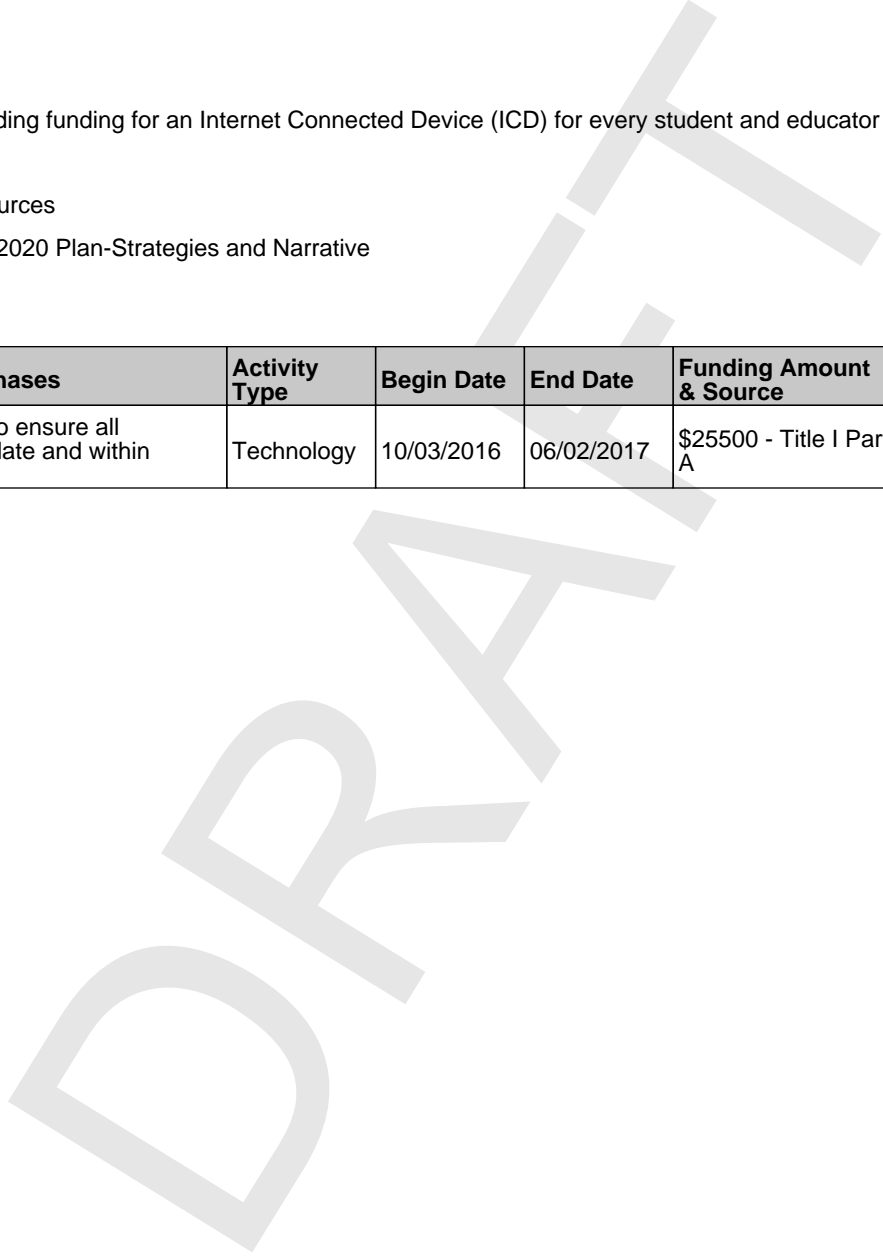 ding funding for an Internet Connected Device (ICD) for every student and educator
urces
2020 Plan-Strategies and Narrative
hases
Activity
Type
Begin Date
End Date
Funding Amount
& Source
o ensure all
late and within
Technology
10/03/2016
06/02/2017
$25500 - Title I Par
A
DRAFT